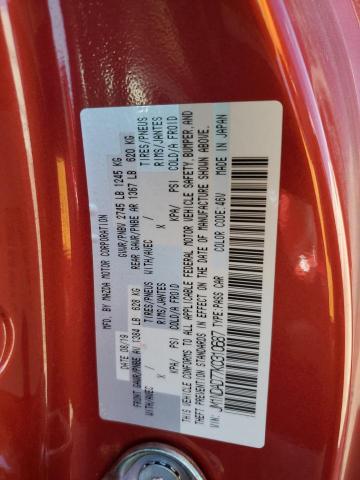 MFD. BY MAZDA MOTOR CORPORATION
DATE 08/19 GVWR/PNBV 2745 LB 1245 KG
FRONT GAWR/PNBE AV 1384 LB 628 KG REAR GAWR/PNBE AR 1367 LB 620 KG
WITH/AVEC TIRES/PNEUS WITH/AVEC TIRES/PNEUS
/ X RIMS/JANTES / X RIMS/JANTES
KPA/ PSI COLD/A FROID KPA/ PSI COLD/A FROID
THIS VEHICLE CONFORMS TO ALL APPLICABLE FEDERAL MOTOR VEHICLE SAFETY, BUMPER, AND
THEFT PREVENTION STANDARDS IN EFFECT ON THE DATE OF MANUFACTURE SHOWN ABOVE.
TYPE: PASS CAR COLOR CODE: 46V MADE IN JAPAN
VIN: